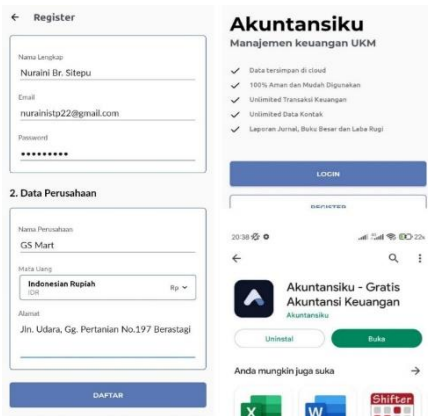 ← Register
Nama Lengkap
Nuraini Br. Sitepu
Email
nurainistp22@gmail.com
Password
•••••••••
2. Data Perusahaan
Nama Perusahaan
GS Mart
Mata Uang
Indonesian Rupiah
IDR
Rp
Alamat
Jln. Udara, Gg. Pertanian No.197 Berastagi
DAFTAR
Akuntansiku
Manajemen keuangan UKM
✓ Data tersimpan di cloud
✓ 100% Aman dan Mudah Digunakan
✓ Unlimited Transaksi Keuangan
✓ Unlimited Data Kontak
✓ Laporan Jurnal, Buku Besar dan Laba Rugi
LOGIN
REGISTER
20:38
Akuntansiku - Gratis
Akuntansi Keuangan
Akuntansiku
Uninstal
Buka
Anda mungkin juga suka →
X
W
Shifter